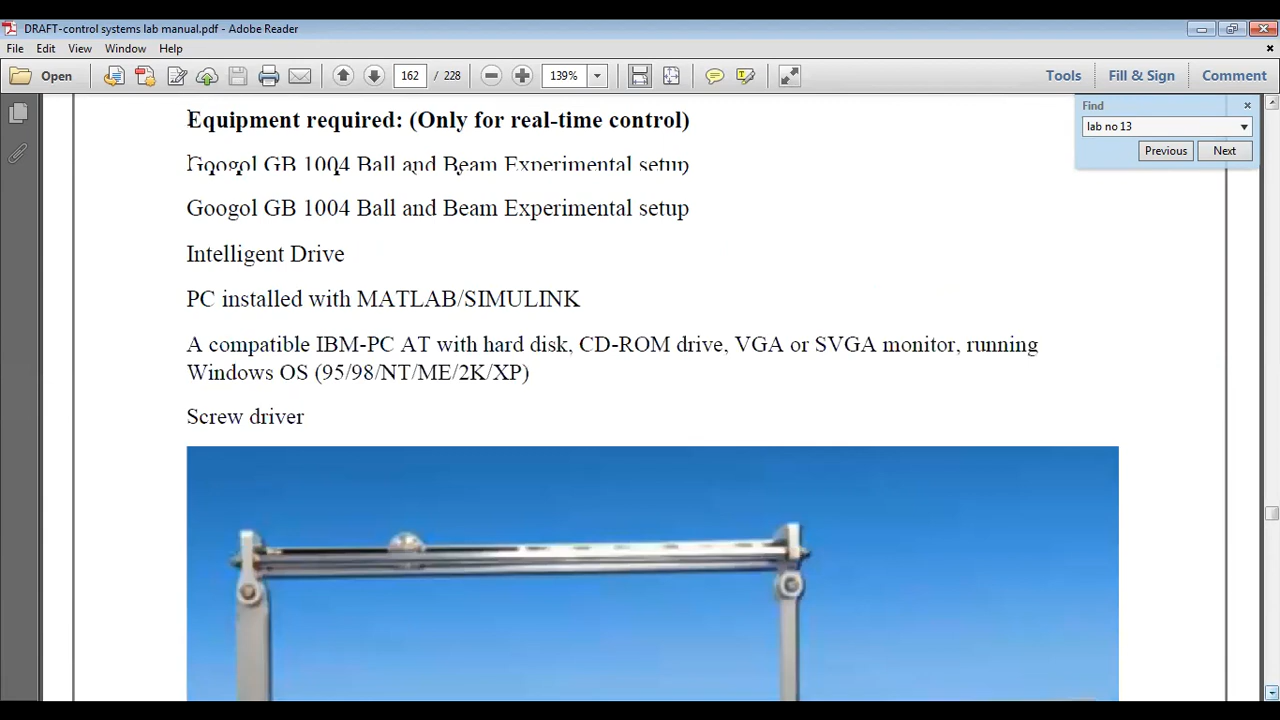 DRAFT-control systems lab manual.pdf - Adobe Reader
File Edit View Window Help
Open 162 / 228 139% Tools Fill & Sign Comment
Find
lab no 13
Previous Next
Equipment required: (Only for real-time control)
Googol GB 1004 Ball and Beam Experimental setup
Googol GB 1004 Ball and Beam Experimental setup
Intelligent Drive
PC installed with MATLAB/SIMULINK
A compatible IBM-PC AT with hard disk, CD-ROM drive, VGA or SVGA monitor, running
Windows OS (95/98/NT/ME/2K/XP)
Screw driver